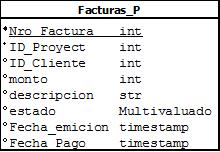 Facturas_P
Nro_Factura int
ID_Proyect int
ID_Cliente int
monto int
descripcion str
estado Multivaluado
Fecha_emicion timestamp
Fecha_Pago timestamp